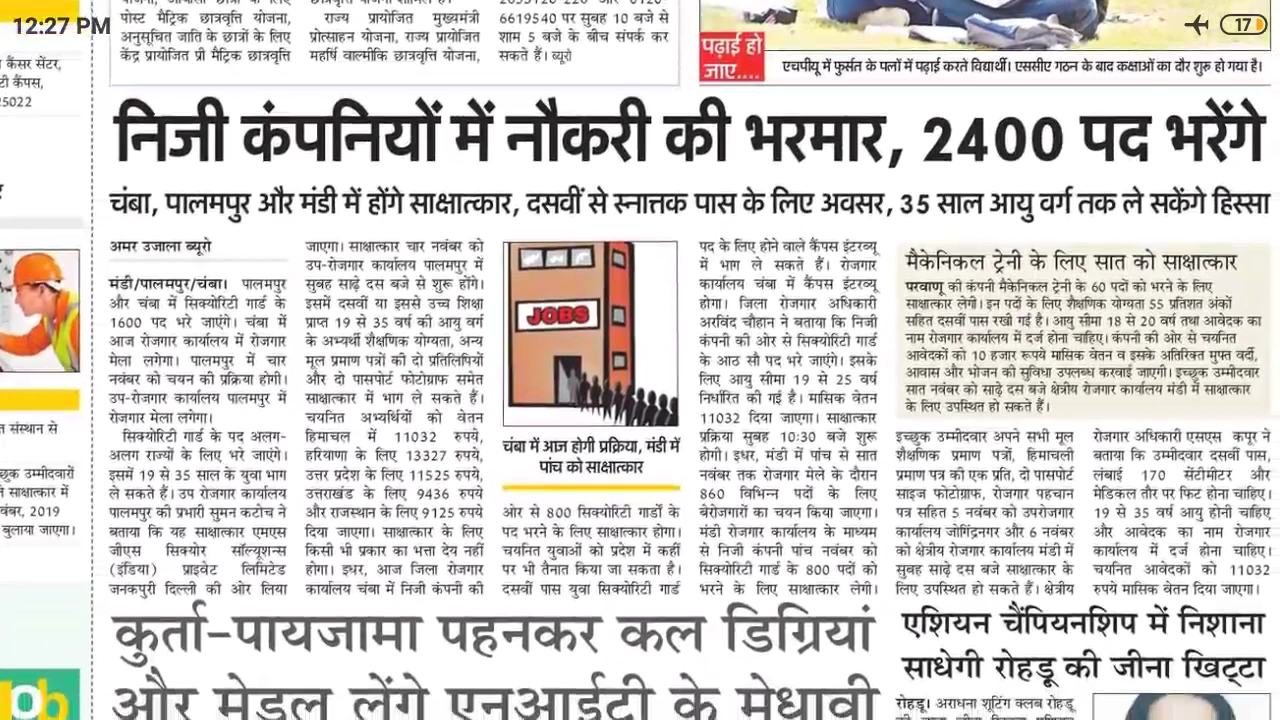 12:27 PM
17
पोस्ट मैट्रिक छात्रवृत्ति योजना,
अनुसूचित जाति के छात्रों के लिए
केंद्र प्रायोजित प्री मैट्रिक छात्रवृत्ति
राज्य प्रायोजित मुख्यमंत्री
प्रोत्साहन योजना, राज्य प्रायोजित
महर्षि वाल्मीकि छात्रवृत्ति योजना,
6619540 पर सुबह 10 बजे से
शाम 5 बजे के बीच संपर्क कर
सकते हैं। ब्यूरो
पढ़ाई हो
जाए....
एचपीयू में फुर्सत के पलों में पढ़ाई करते विद्यार्थी। एससीए गठन के बाद कक्षाओं का दौर शुरू हो गया है।
कैंसर सेंटर,
टी कैंपस,
25022
निजी कंपनियों में नौकरी की भरमार, 2400 पद भरेंगे
चंबा, पालमपुर और मंडी में होंगे साक्षात्कार, दसवीं से स्नात्तक पास के लिए अवसर, 35 साल आयु वर्ग तक ले सकेंगे हिस्सा
अमर उजाला ब्यूरो
मंडी/पालमपुर/चंबा। पालमपुर
और चंबा में सिक्योरिटी गार्ड के
1600 पद भरे जाएंगे। चंबा में
आज रोजगार कार्यालय में रोजगार
मेला लगेगा। पालमपुर में चार
नवंबर को चयन की प्रक्रिया होगी।
उप-रोजगार कार्यालय पालमपुर में
रोजगार मेला लगेगा।
सिक्योरिटी गार्ड के पद अलग-
अलग राज्यों के लिए भरे जाएंगे।
इसमें 19 से 35 साल के युवा भाग
ले सकते हैं। उप रोजगार कार्यालय
पालमपुर की प्रभारी सुमन कटोच ने
बताया कि यह साक्षात्कार एमएस
जीएस सिक्योर सॉल्यूशन्स
(इंडिया) प्राइवेट लिमिटेड
जनकपुरी दिल्ली की ओर लिया
जाएगा। साक्षात्कार चार नवंबर को
उप-रोजगार कार्यालय पालमपुर में
सुबह साढ़े दस बजे से शुरू होंगे।
इसमें दसवीं या इससे उच्च शिक्षा
प्राप्त 19 से 35 वर्ष की आयु वर्ग
के अभ्यर्थी शैक्षणिक योग्यता, अन्य
मूल प्रमाण पत्रों की दो प्रतिलिपियों
और दो पासपोर्ट फोटोग्राफ समेत
साक्षात्कार में भाग ले सकते हैं।
चयनित अभ्यर्थियों को वेतन
हिमाचल में 11032 रुपये,
हरियाणा के लिए 13327 रुपये,
उत्तर प्रदेश के लिए 11525 रुपये,
उत्तराखंड के लिए 9436 रुपये
और राजस्थान के लिए 9125 रुपये
दिया जाएगा। साक्षात्कार के लिए
किसी भी प्रकार का भत्ता देय नहीं
होगा। इधर, आज जिला रोजगार
कार्यालय चंबा में निजी कंपनी की
JOBS
चंबा में आज होगी प्रक्रिया, मंडी में
पांच को साक्षात्कार
ओर से 800 सिक्योरिटी गार्डों के
पद भरने के लिए साक्षात्कार होगा।
चयनित युवाओं को प्रदेश में कहीं
पर भी तैनात किया जा सकता है।
दसवीं पास युवा सिक्योरिटी गार्ड
पद के लिए होने वाले कैंपस इंटरव्यू
में भाग ले सकते हैं। रोजगार
कार्यालय चंबा में कैंपस इंटरव्यू
होगा। जिला रोजगार अधिकारी
अरविंद चौहान ने बताया कि निजी
कंपनी की ओर से सिक्योरिटी गार्ड
के आठ सौ पद भरे जाएंगे। इसके
लिए आयु सीमा 19 से 25 वर्ष
निर्धारित की गई है। मासिक वेतन
11032 दिया जाएगा। साक्षात्कार
प्रक्रिया सुबह 10:30 बजे शुरू
होगी। इधर, मंडी में पांच से सात
नवंबर तक रोजगार मेले के दौरान
860 विभिन्न पदों के लिए
बेरोजगारों का चयन किया जाएगा।
मंडी रोजगार कार्यालय के माध्यम
से निजी कंपनी पांच नवंबर को
सिक्योरिटी गार्ड के 800 पदों को
भरने के लिए साक्षात्कार लेगी।
मैकेनिकल ट्रेनी के लिए सात को साक्षात्कार
परवाणू की कंपनी मैकेनिकल ट्रेनी के 60 पदों को भरने के लिए
साक्षात्कार लेगी। इन पदों के लिए शैक्षणिक योग्यता 55 प्रतिशत अंकों
सहित दसवीं पास रखी गई है। आयु सीमा 18 से 20 वर्ष तथा आवेदक का
नाम रोजगार कार्यालय में दर्ज होना चाहिए। कंपनी की ओर से चयनित
आवेदकों को 10 हजार रूपये मासिक वेतन व इसके अतिरिक्त मुफ्त वर्दी,
आवास और भोजन की सुविधा उपलब्ध करवाई जाएगी। इच्छुक उम्मीदवार
सात नवंबर को साढ़े दस बजे क्षेत्रीय रोजगार कार्यालय मंडी में साक्षात्कार
के लिए उपस्थित हो सकते हैं।
इच्छुक उम्मीदवार अपने सभी मूल
शैक्षणिक प्रमाण पत्रों, हिमाचली
प्रमाण पत्र की एक प्रति, दो पासपोर्ट
साइज फोटोग्राफ, रोजगार पहचान
पत्र सहित 5 नवंबर को उपरोजगार
कार्यालय जोगिंद्रनगर और 6 नवंबर
को क्षेत्रीय रोजगार कार्यालय मंडी में
सुबह साढ़े दस बजे साक्षात्कार के
लिए उपस्थित हो सकते हैं। क्षेत्रीय
रोजगार अधिकारी एसएस कपूर ने
बताया कि उम्मीदवार दसवीं पास,
लंबाई 170 सेंटीमीटर और
मेडिकल तौर पर फिट होना चाहिए।
19 से 35 वर्ष आयु होनी चाहिए
और आवेदक का नाम रोजगार
कार्यालय में दर्ज होना चाहिए।
चयनित आवेदकों को 11032
रुपये मासिक वेतन दिया जाएगा।
त संस्थान से
च्छुक उम्मीदवारों
साक्षात्कार में
वंबर, 2019
बुलाया जाएगा।
कुर्ता-पायजामा पहनकर कल डिग्रियां
और मेडल लेंगे एनआईटी के मेधावी
एशियन चैंपियनशिप में निशाना
साधेगी रोहड़ू की जीना खिट्टा
रोहडू। अराधना शूटिंग क्लब रोहडू